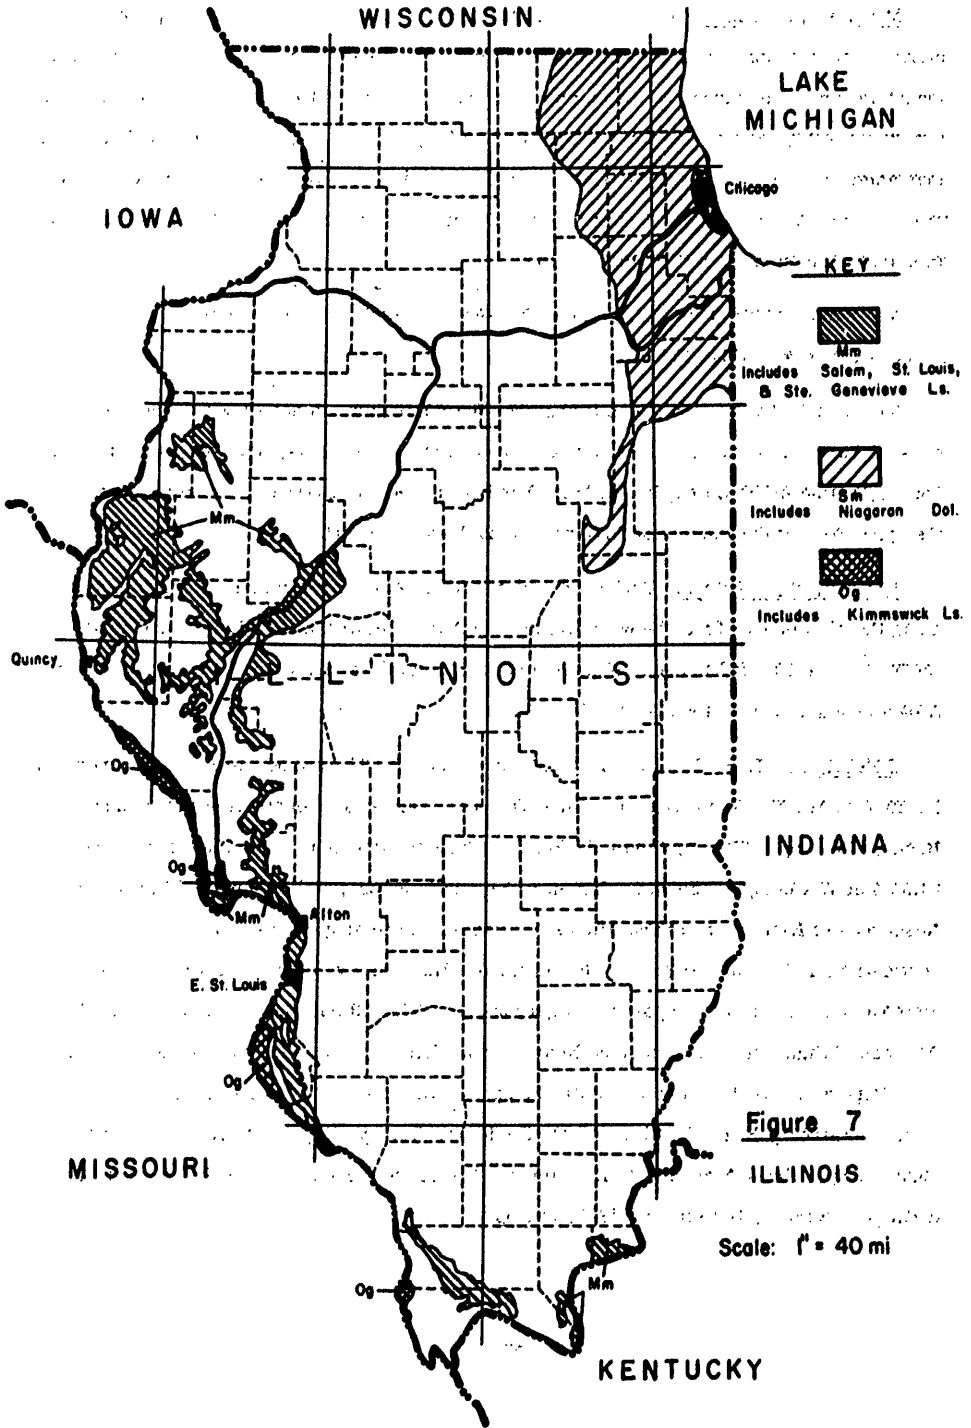 WISCONSIN
LAKE
MICHIGAN
Chicago
IOWA
KEY
Mm
Includes Salem, St. Louis,
& Ste. Genevieve Ls.
Sm
Includes Niagaran Dol.
Og
Includes Kimmswick Ls.
Mm
Quincy
ILLINOIS
Og
INDIANA
Og
Mm
Alton
E. St. Louis
Og
Figure 7
MISSOURI
ILLINOIS
Scale: 1" = 40 mi
Og
Mm
KENTUCKY